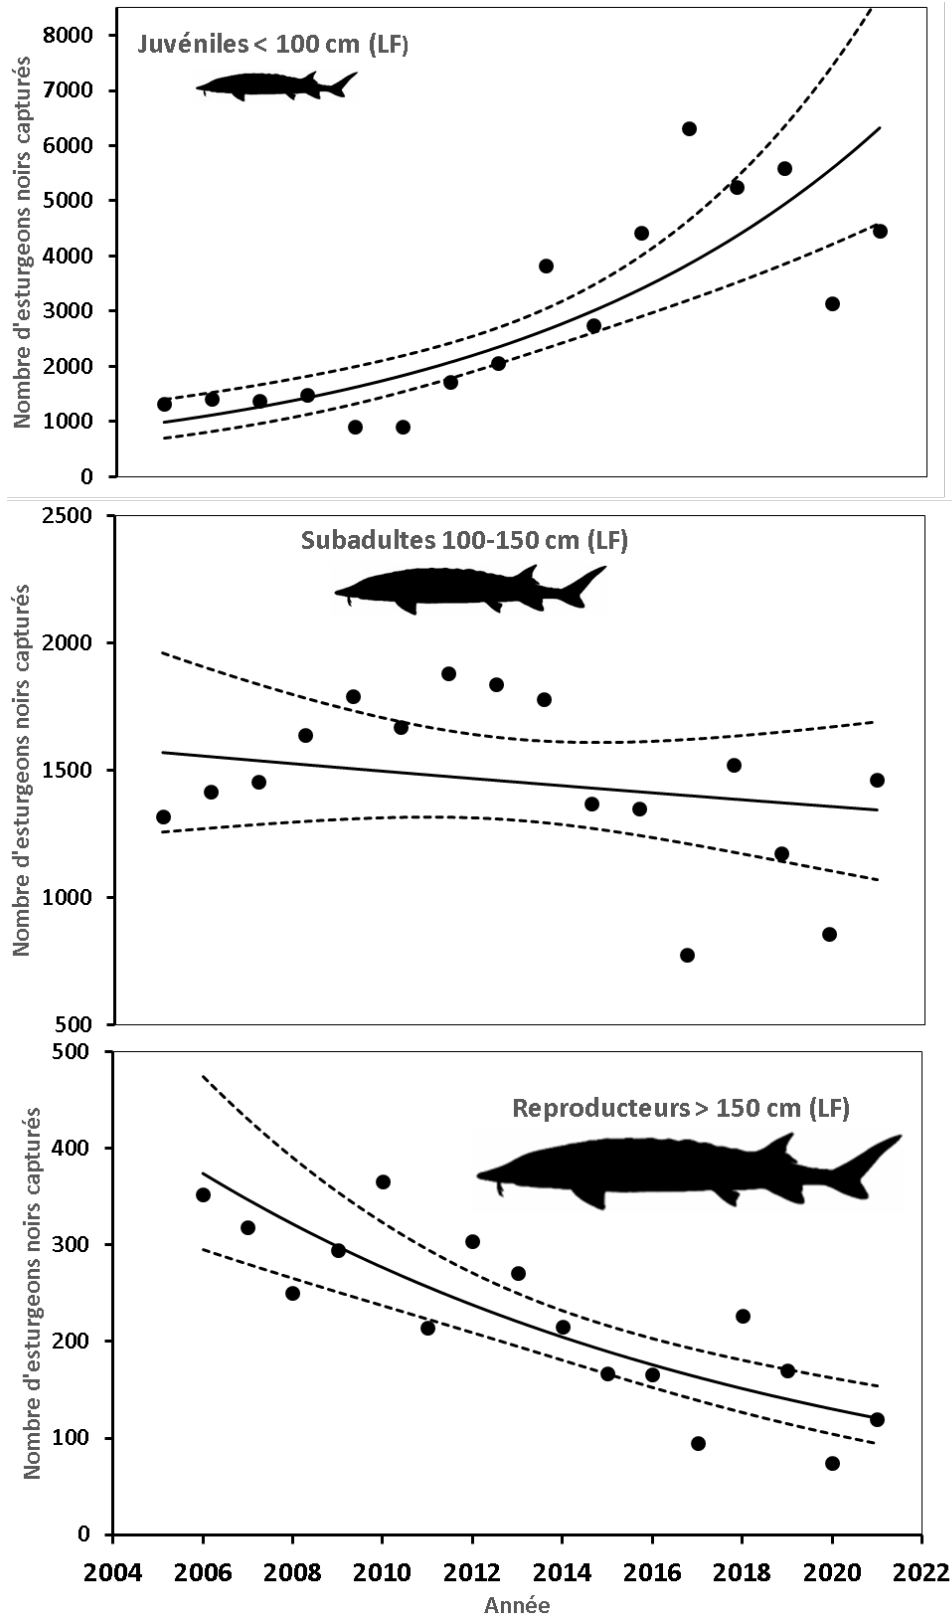 Juvéniles < 100 cm (LF)
Nombre d'esturgeons noirs capturés
8000
7000
6000
5000
4000
3000
2000
1000
0
Subadultes 100-150 cm (LF)
Nombre d'esturgeons noirs capturés
2500
2000
1500
1000
500
Reproducteurs > 150 cm (LF)
Nombre d'esturgeons noirs capturés
500
400
300
200
100
0
2004 2006 2008 2010 2012 2014 2016 2018 2020 2022
Année